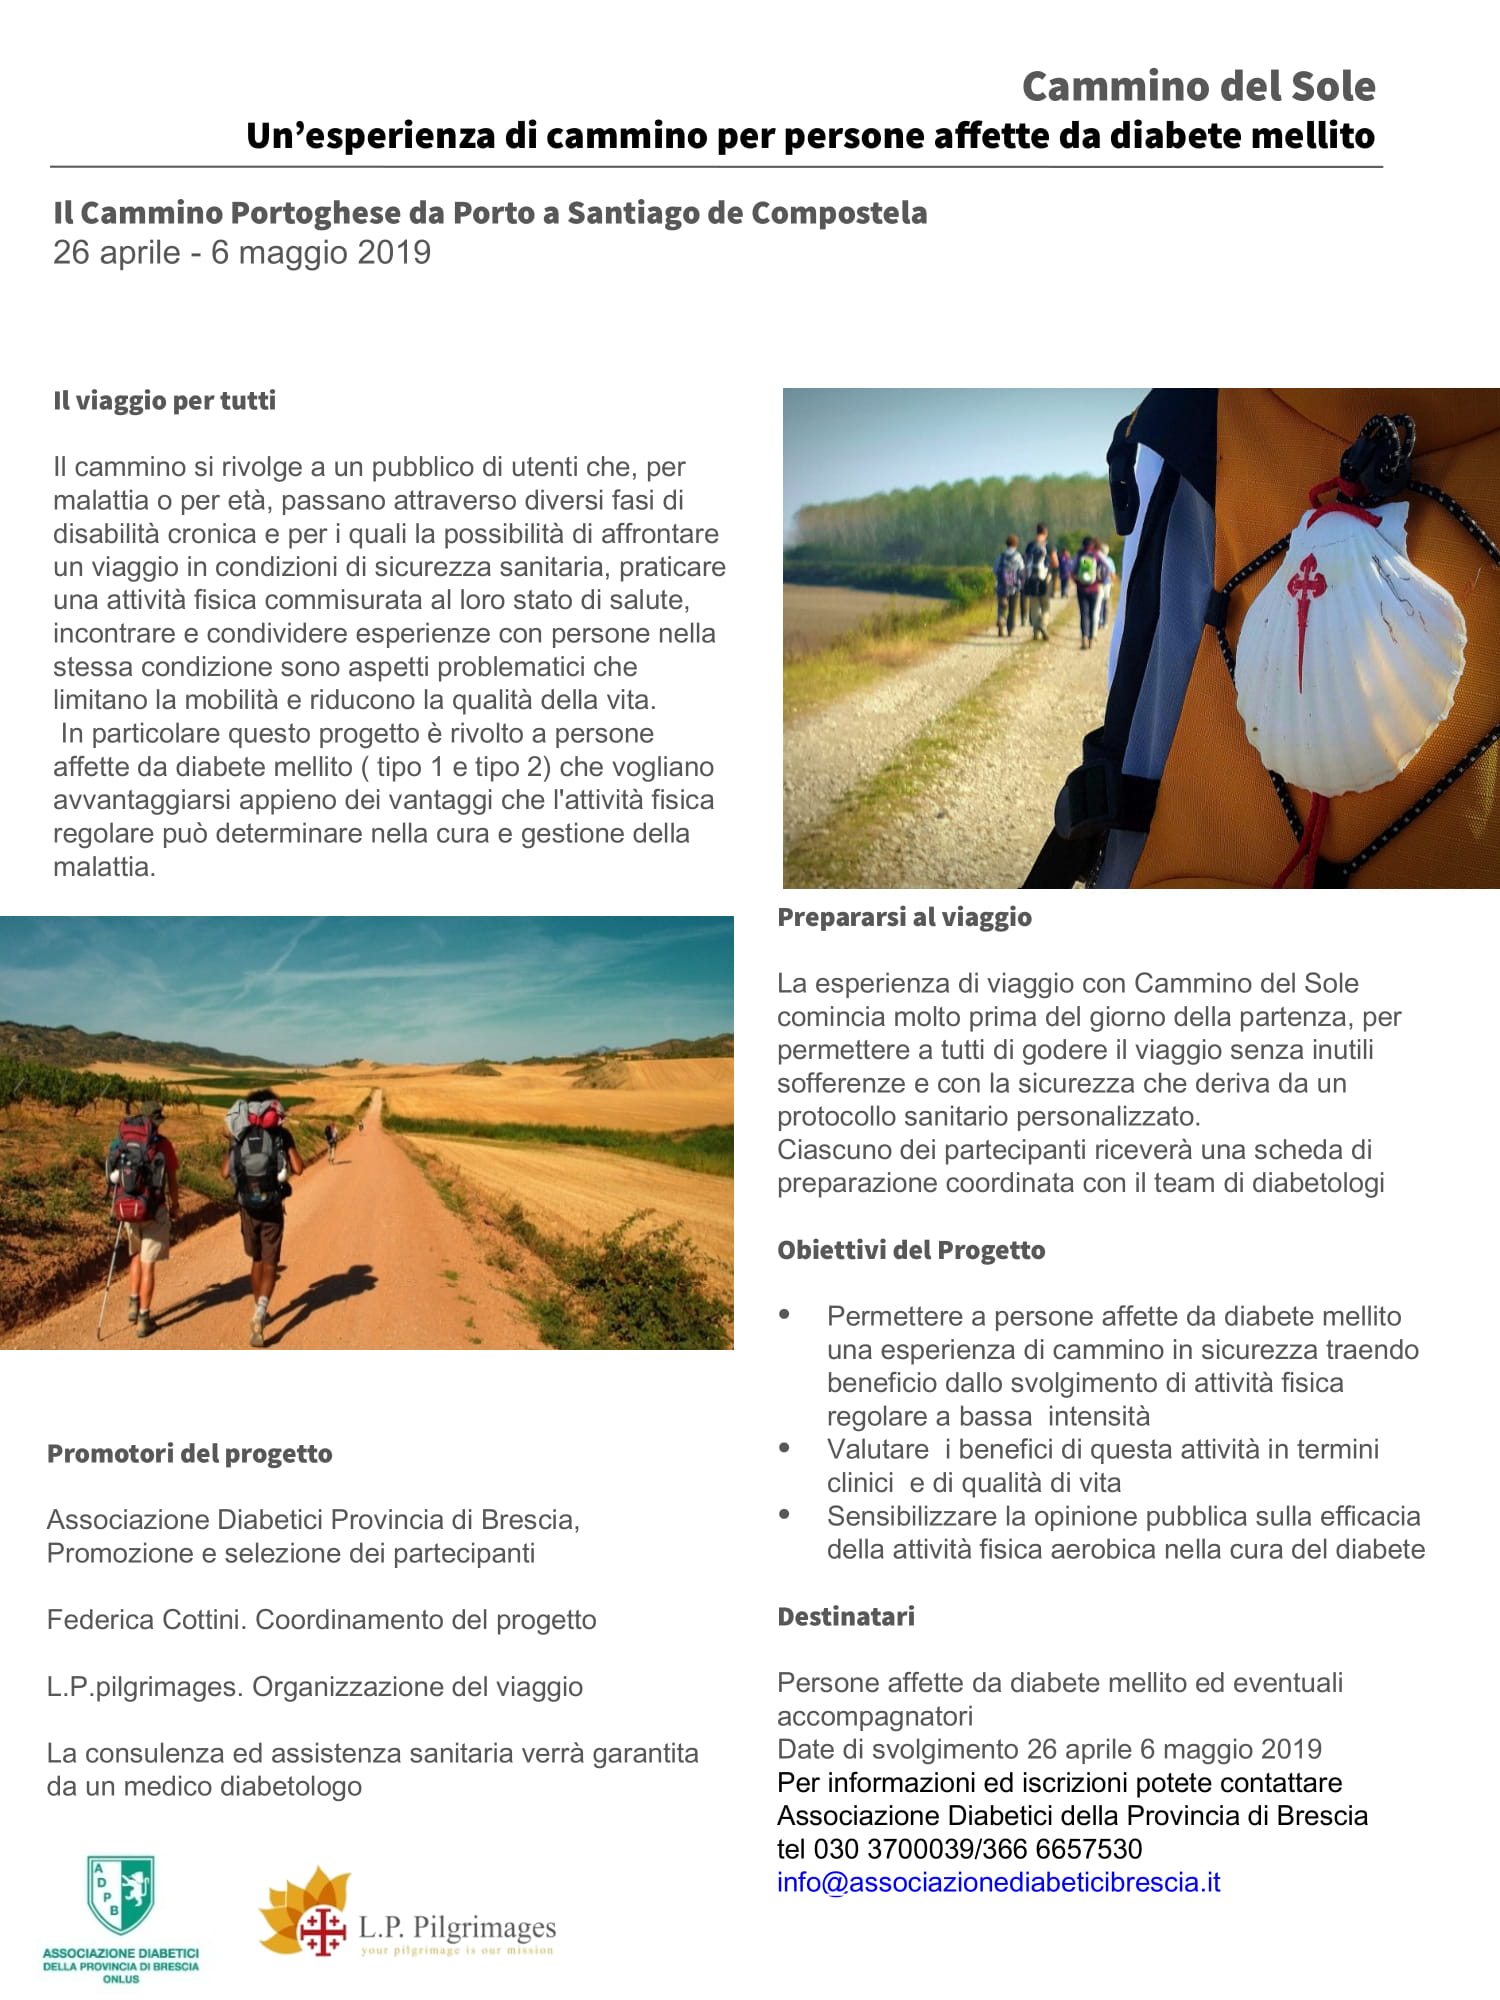 Cammino del Sole
Un'esperienza di cammino per persone affette da diabete mellito
Il Cammino Portoghese da Porto a Santiago de Compostela
26 aprile - 6 maggio 2019
Il viaggio per tutti
Il cammino si rivolge a un pubblico di utenti che, per
malattia o per età, passano attraverso diversi fasi di
disabilità cronica e per i quali la possibilità di affrontare
un viaggio in condizioni di sicurezza sanitaria, praticare
una attività fisica commisurata al loro stato di salute,
incontrare e condividere esperienze con persone nella
stessa condizione sono aspetti problematici che
limitano la mobilità e riducono la qualità della vita.
In particolare questo progetto è rivolto a persone
affette da diabete mellito ( tipo 1 e tipo 2) che vogliano
avvantaggiarsi appieno dei vantaggi che l'attività fisica
regolare può determinare nella cura e gestione della
malattia.
Promotori del progetto
Associazione Diabetici Provincia di Brescia,
Promozione e selezione dei partecipanti
Federica Cottini. Coordinamento del progetto
L.P.pilgrimages. Organizzazione del viaggio
La consulenza ed assistenza sanitaria verrà garantita
da un medico diabetologo
A
D
P
B
ASSOCIAZIONE DIABETICI
DELLA PROVINCIA DI BRESCIA
ONLUS
L.P. Pilgrimages
your pilgrimage is our mission
Prepararsi al viaggio
La esperienza di viaggio con Cammino del Sole
comincia molto prima del giorno della partenza, per
permettere a tutti di godere il viaggio senza inutili
sofferenze e con la sicurezza che deriva da un
protocollo sanitario personalizzato.
Ciascuno dei partecipanti riceverà una scheda di
preparazione coordinata con il team di diabetologi
Obiettivi del Progetto
• Permettere a persone affette da diabete mellito
una esperienza di cammino in sicurezza traendo
beneficio dallo svolgimento di attività fisica
regolare a bassa  intensità
• Valutare  i benefici di questa attività in termini
clinici  e di qualità di vita
• Sensibilizzare la opinione pubblica sulla efficacia
della attività fisica aerobica nella cura del diabete
Destinatari
Persone affette da diabete mellito ed eventuali
accompagnatori
Date di svolgimento 26 aprile 6 maggio 2019
Per informazioni ed iscrizioni potete contattare
Associazione Diabetici della Provincia di Brescia
tel 030 3700039/366 6657530
info@associazionediabeticibrescia.it